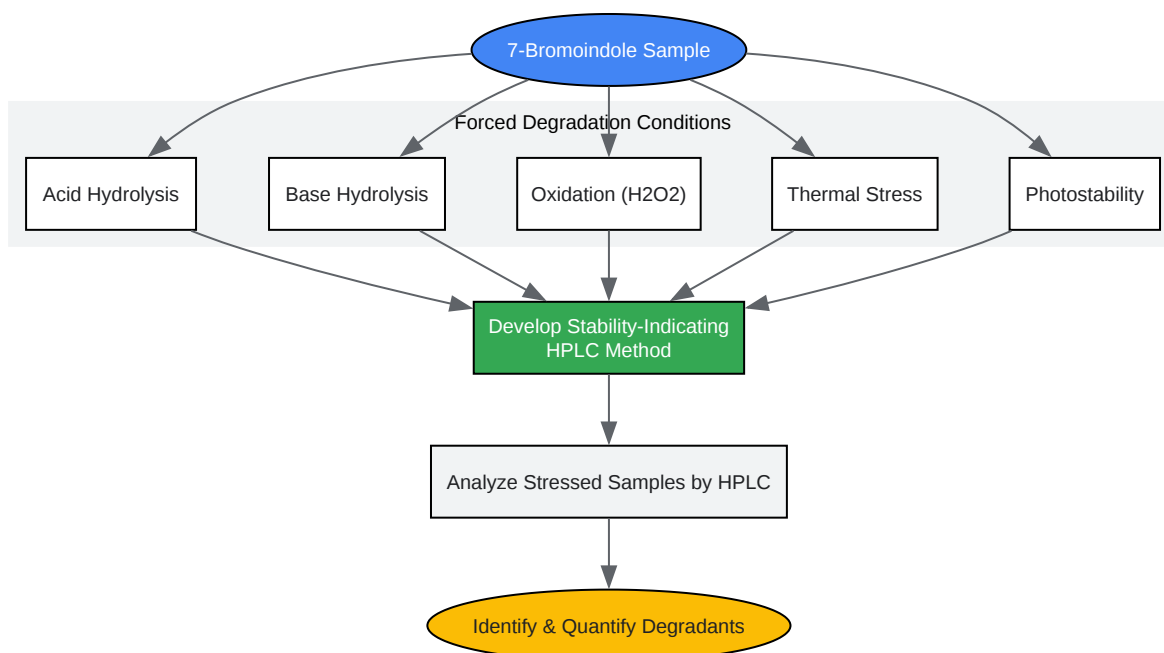 7-Bromoindole Sample
Forced Degradation Conditions
Acid Hydrolysis
Base Hydrolysis
Oxidation (H2O2)
Thermal Stress
Photostability
Develop Stability-Indicating
HPLC Method
Analyze Stressed Samples by HPLC
Identify & Quantify Degradants